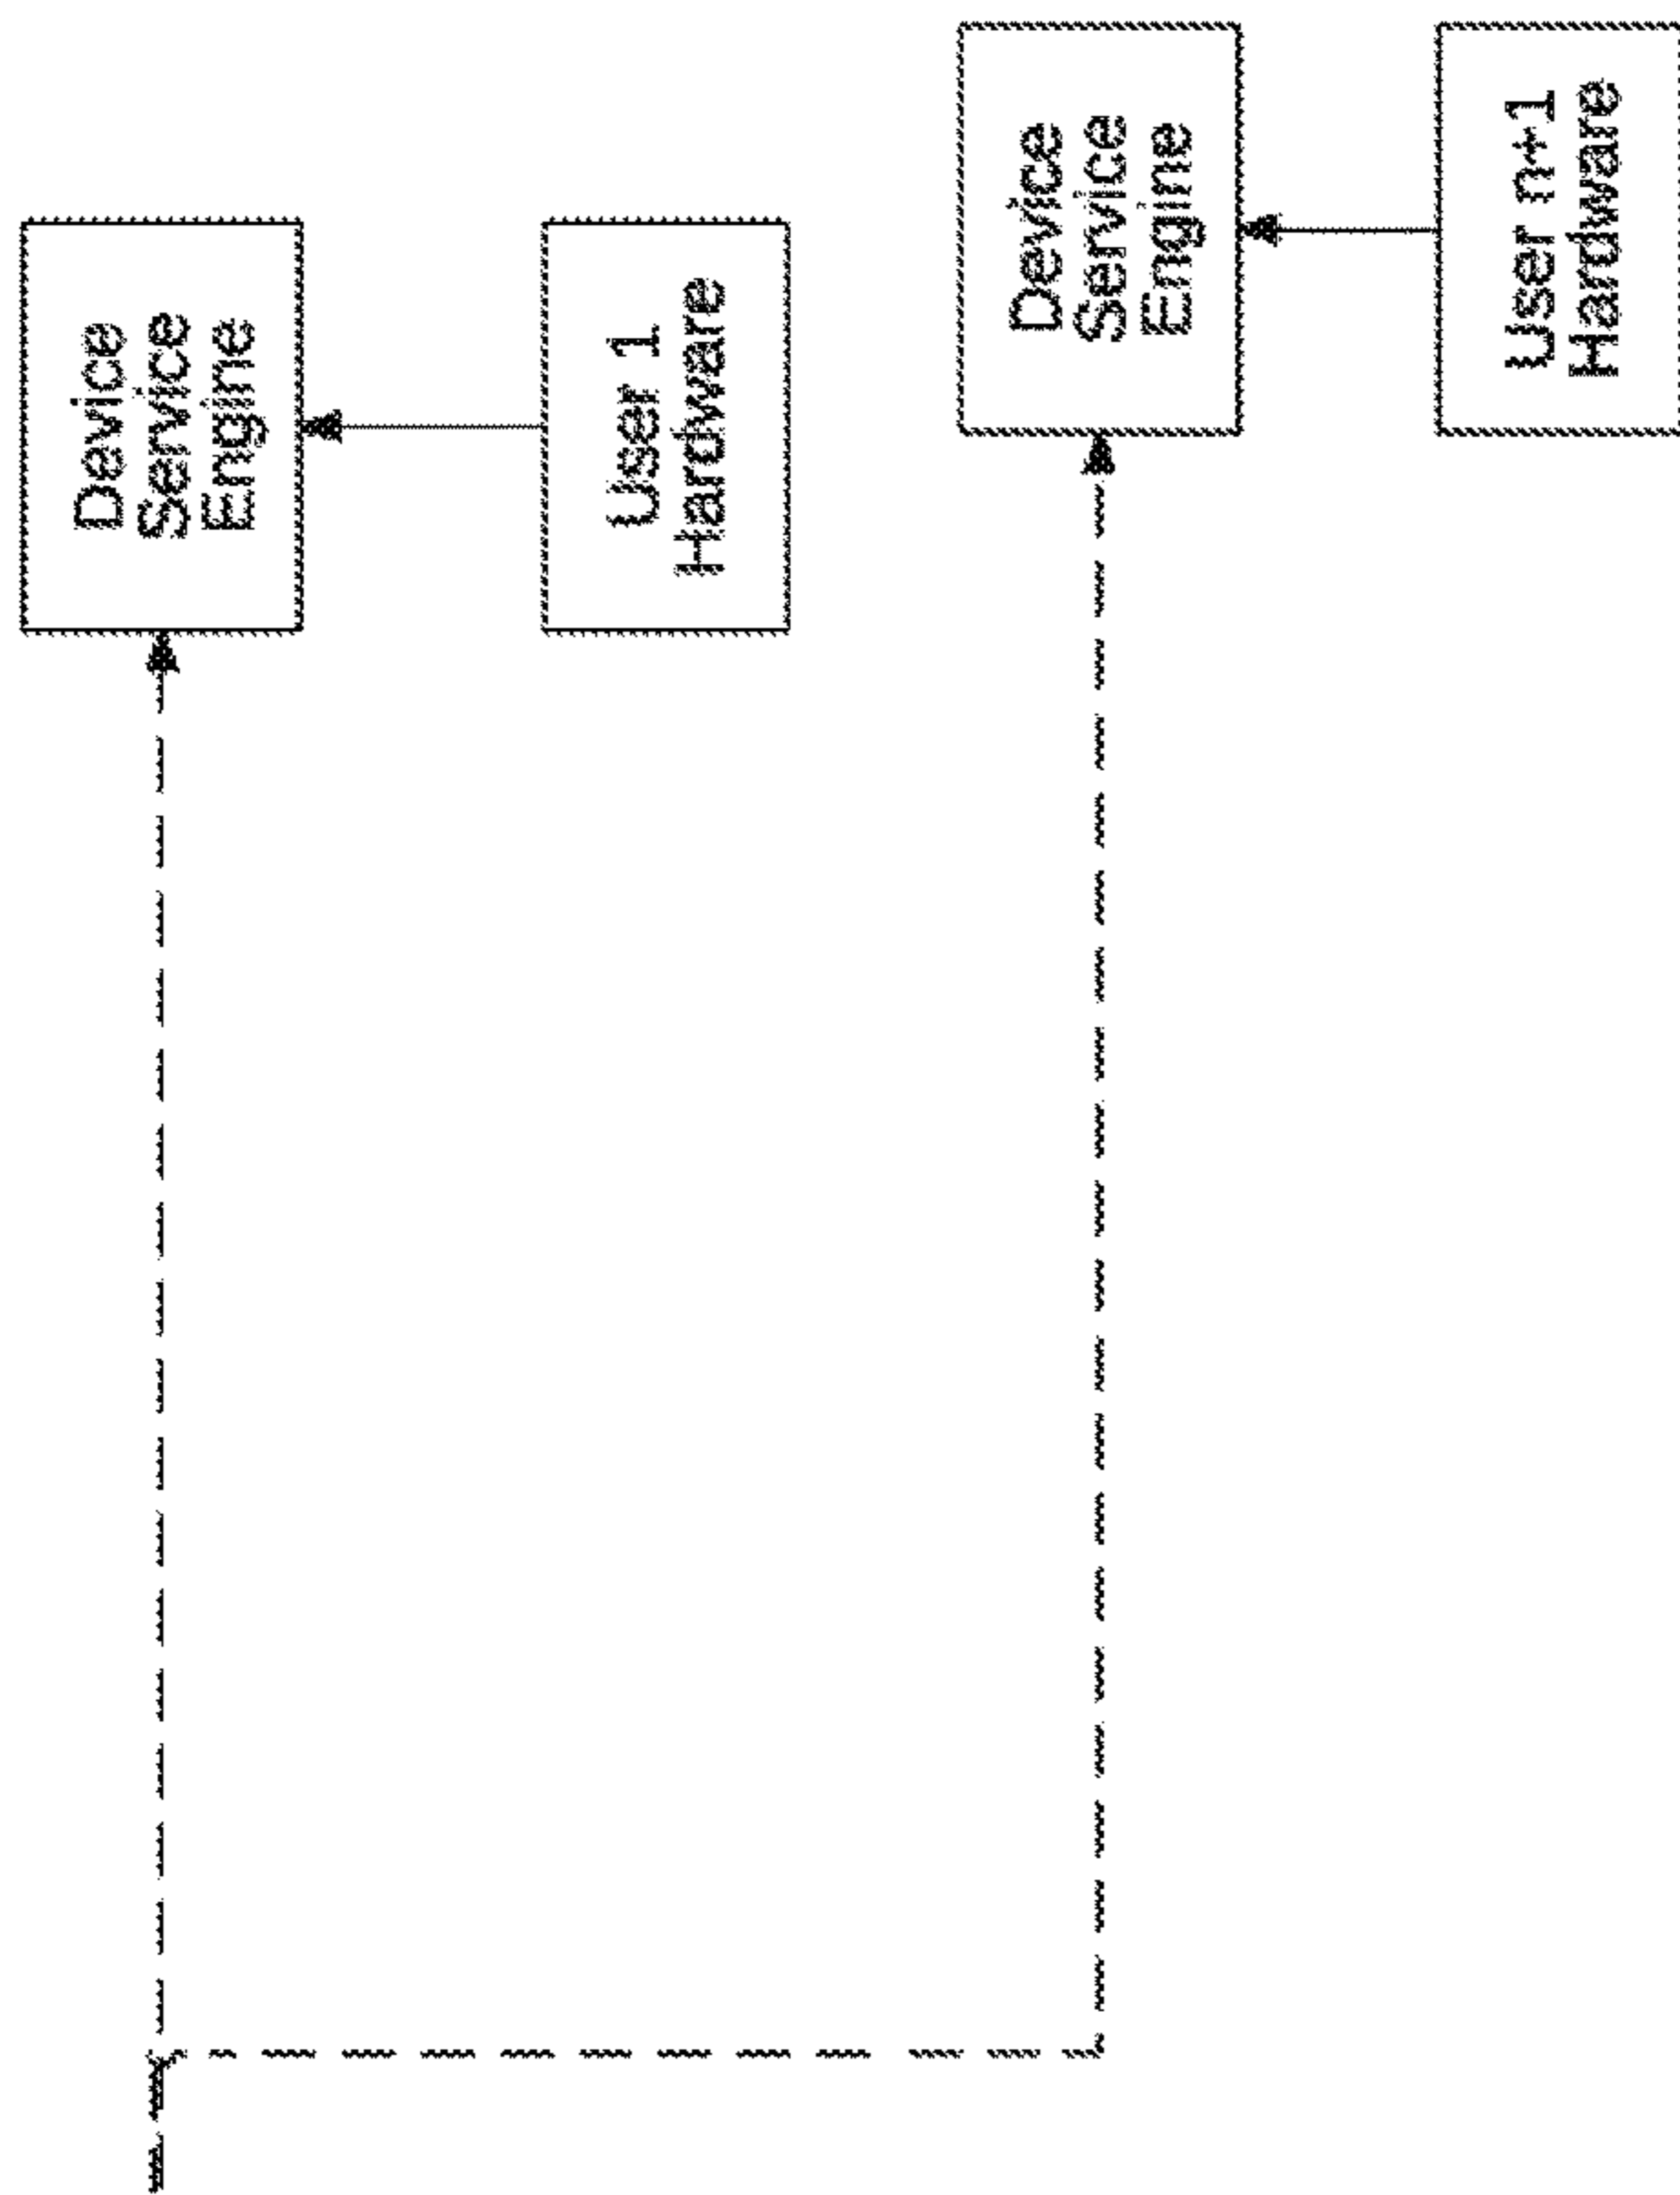 Device
Service
Engine
User 1
Hardware
Device
Service
Engine
User n+1
Hardware